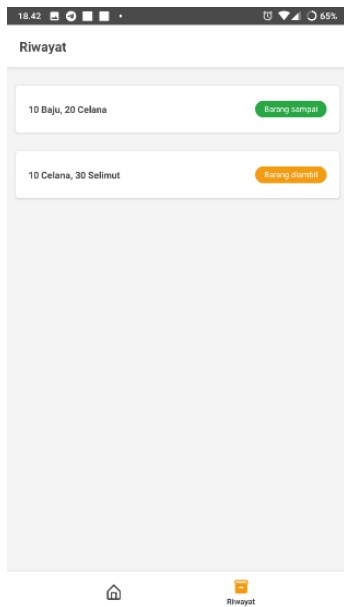 18.42
65%
Riwayat
10 Baju, 20 Celana
Barang sampai
10 Celana, 30 Selimut
Barang diambil
Riwayat